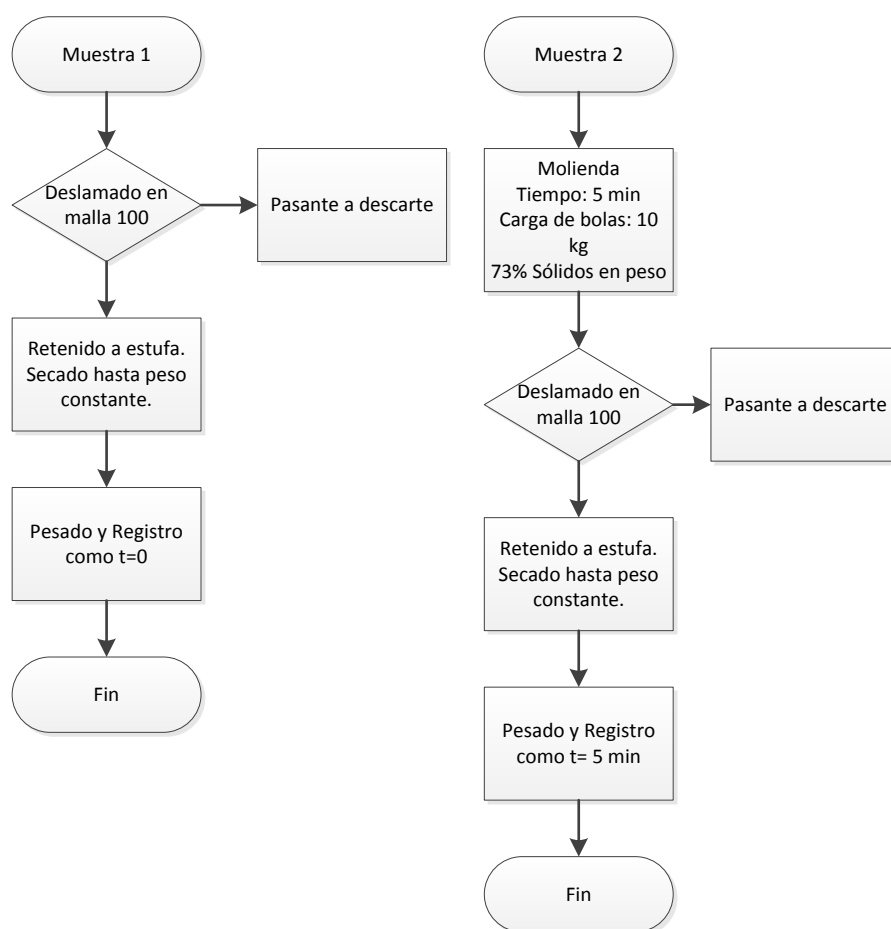 Muestra 1
Deslamado en
malla 100
Pasante a descarte
Retenido a estufa.
Secado hasta peso
constante.
Pesado y Registro
como t=0
Fin
Muestra 2
Molienda
Tiempo: 5 min
Carga de bolas: 10
kg
73% Sólidos en peso
Deslamado en
malla 100
Pasante a descarte
Retenido a estufa.
Secado hasta peso
constante.
Pesado y Registro
como t= 5 min
Fin